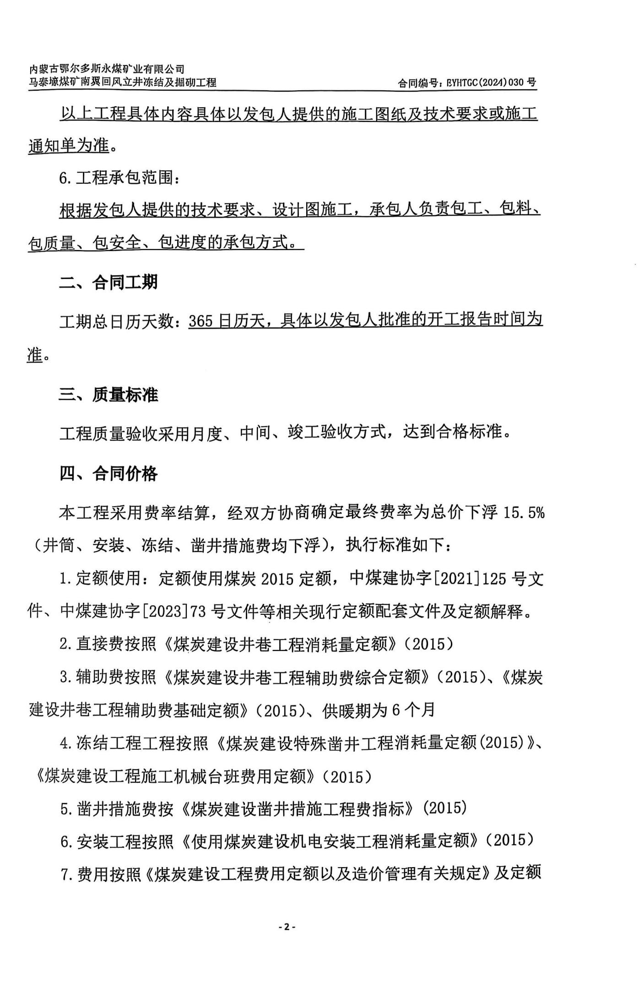 内蒙古鄂尔多斯永煤矿业有限公司
马泰壕煤矿南翼回风立井冻结及掘砌工程 合同编号：EYHTGC(2024)030 号
以上工程具体内容具体以发包人提供的施工图纸及技术要求或施工
通知单为准。
6.工程承包范围：
根据发包人提供的技术要求、设计图施工，承包人负责包工、包料、
包质量、包安全、包进度的承包方式。
二、合同工期
工期总日历天数：365 日历天，具体以发包人批准的开工报告时间为
准。
三、质量标准
工程质量验收采用月度、中间、竣工验收方式，达到合格标准。
四、合同价格
本工程采用费率结算，经双方协商确定最终费率为总价下浮 15.5%
（井筒、安装、冻结、凿井措施费均下浮），执行标准如下：
1.定额使用：定额使用煤炭 2015 定额，中煤建协字[2021]125 号文
件、中煤建协字[2023]73 号文件等相关现行定额配套文件及定额解释。
2.直接费按照《煤炭建设井巷工程消耗量定额》（2015）
3.辅助费按照《煤炭建设井巷工程辅助费综合定额》（2015）、《煤炭
建设井巷工程辅助费基础定额》（2015）、供暖期为 6 个月
4.冻结工程工程按照《煤炭建设特殊凿井工程消耗量定额(2015)》、
《煤炭建设工程施工机械台班费用定额》（2015）
5.凿井措施费按《煤炭建设凿井措施工程费指标》(2015)
6.安装工程按照《使用煤炭建设机电安装工程消耗量定额》（2015）
7.费用按照《煤炭建设工程费用定额以及造价管理有关规定》及定额
-2-